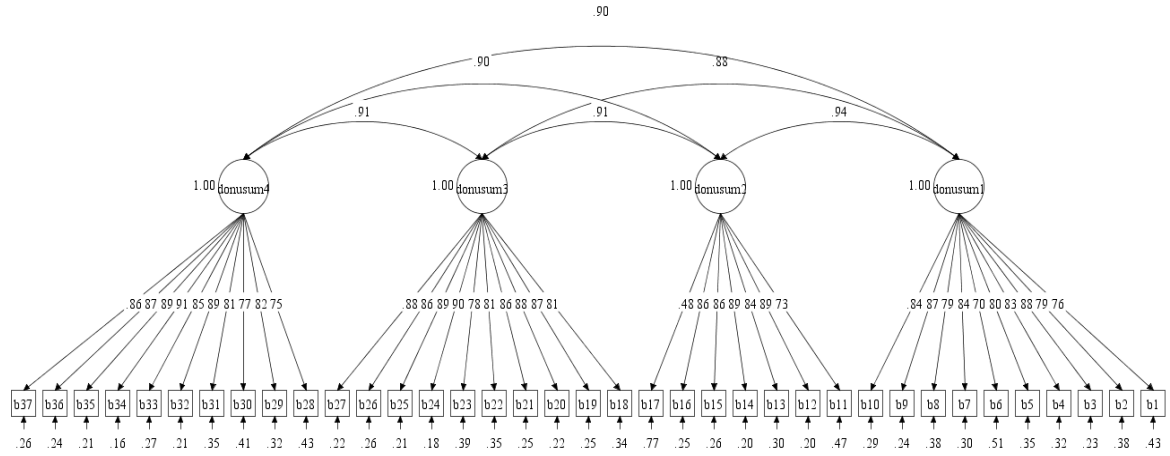 .90
.90 .88
.91 .91 .94
1.00 donusum4 1.00 donusum3 1.00 donusum2 1.00 donusum1
.86 87 89 91 85 89 81 77 82 75 .88 86 89 90 78 81 86 88 87 81 .48 86 86 89 84 89 73 .84 87 79 84 70 80 83 88 79 76
b37 b36 b35 b34 b33 b32 b31 b30 b29 b28 b27 b26 b25 b24 b23 b22 b21 b20 b19 b18 b17 b16 b15 b14 b13 b12 b11 b10 b9 b8 b7 b6 b5 b4 b3 b2 b1
.26 .24 .21 .16 .27 .21 .35 .41 .32 .43 .22 .26 .21 .18 .39 .35 .25 .22 .25 .34 .77 .25 .26 .20 .30 .20 .47 .29 .24 .38 .30 .51 .35 .32 .23 .38 .43